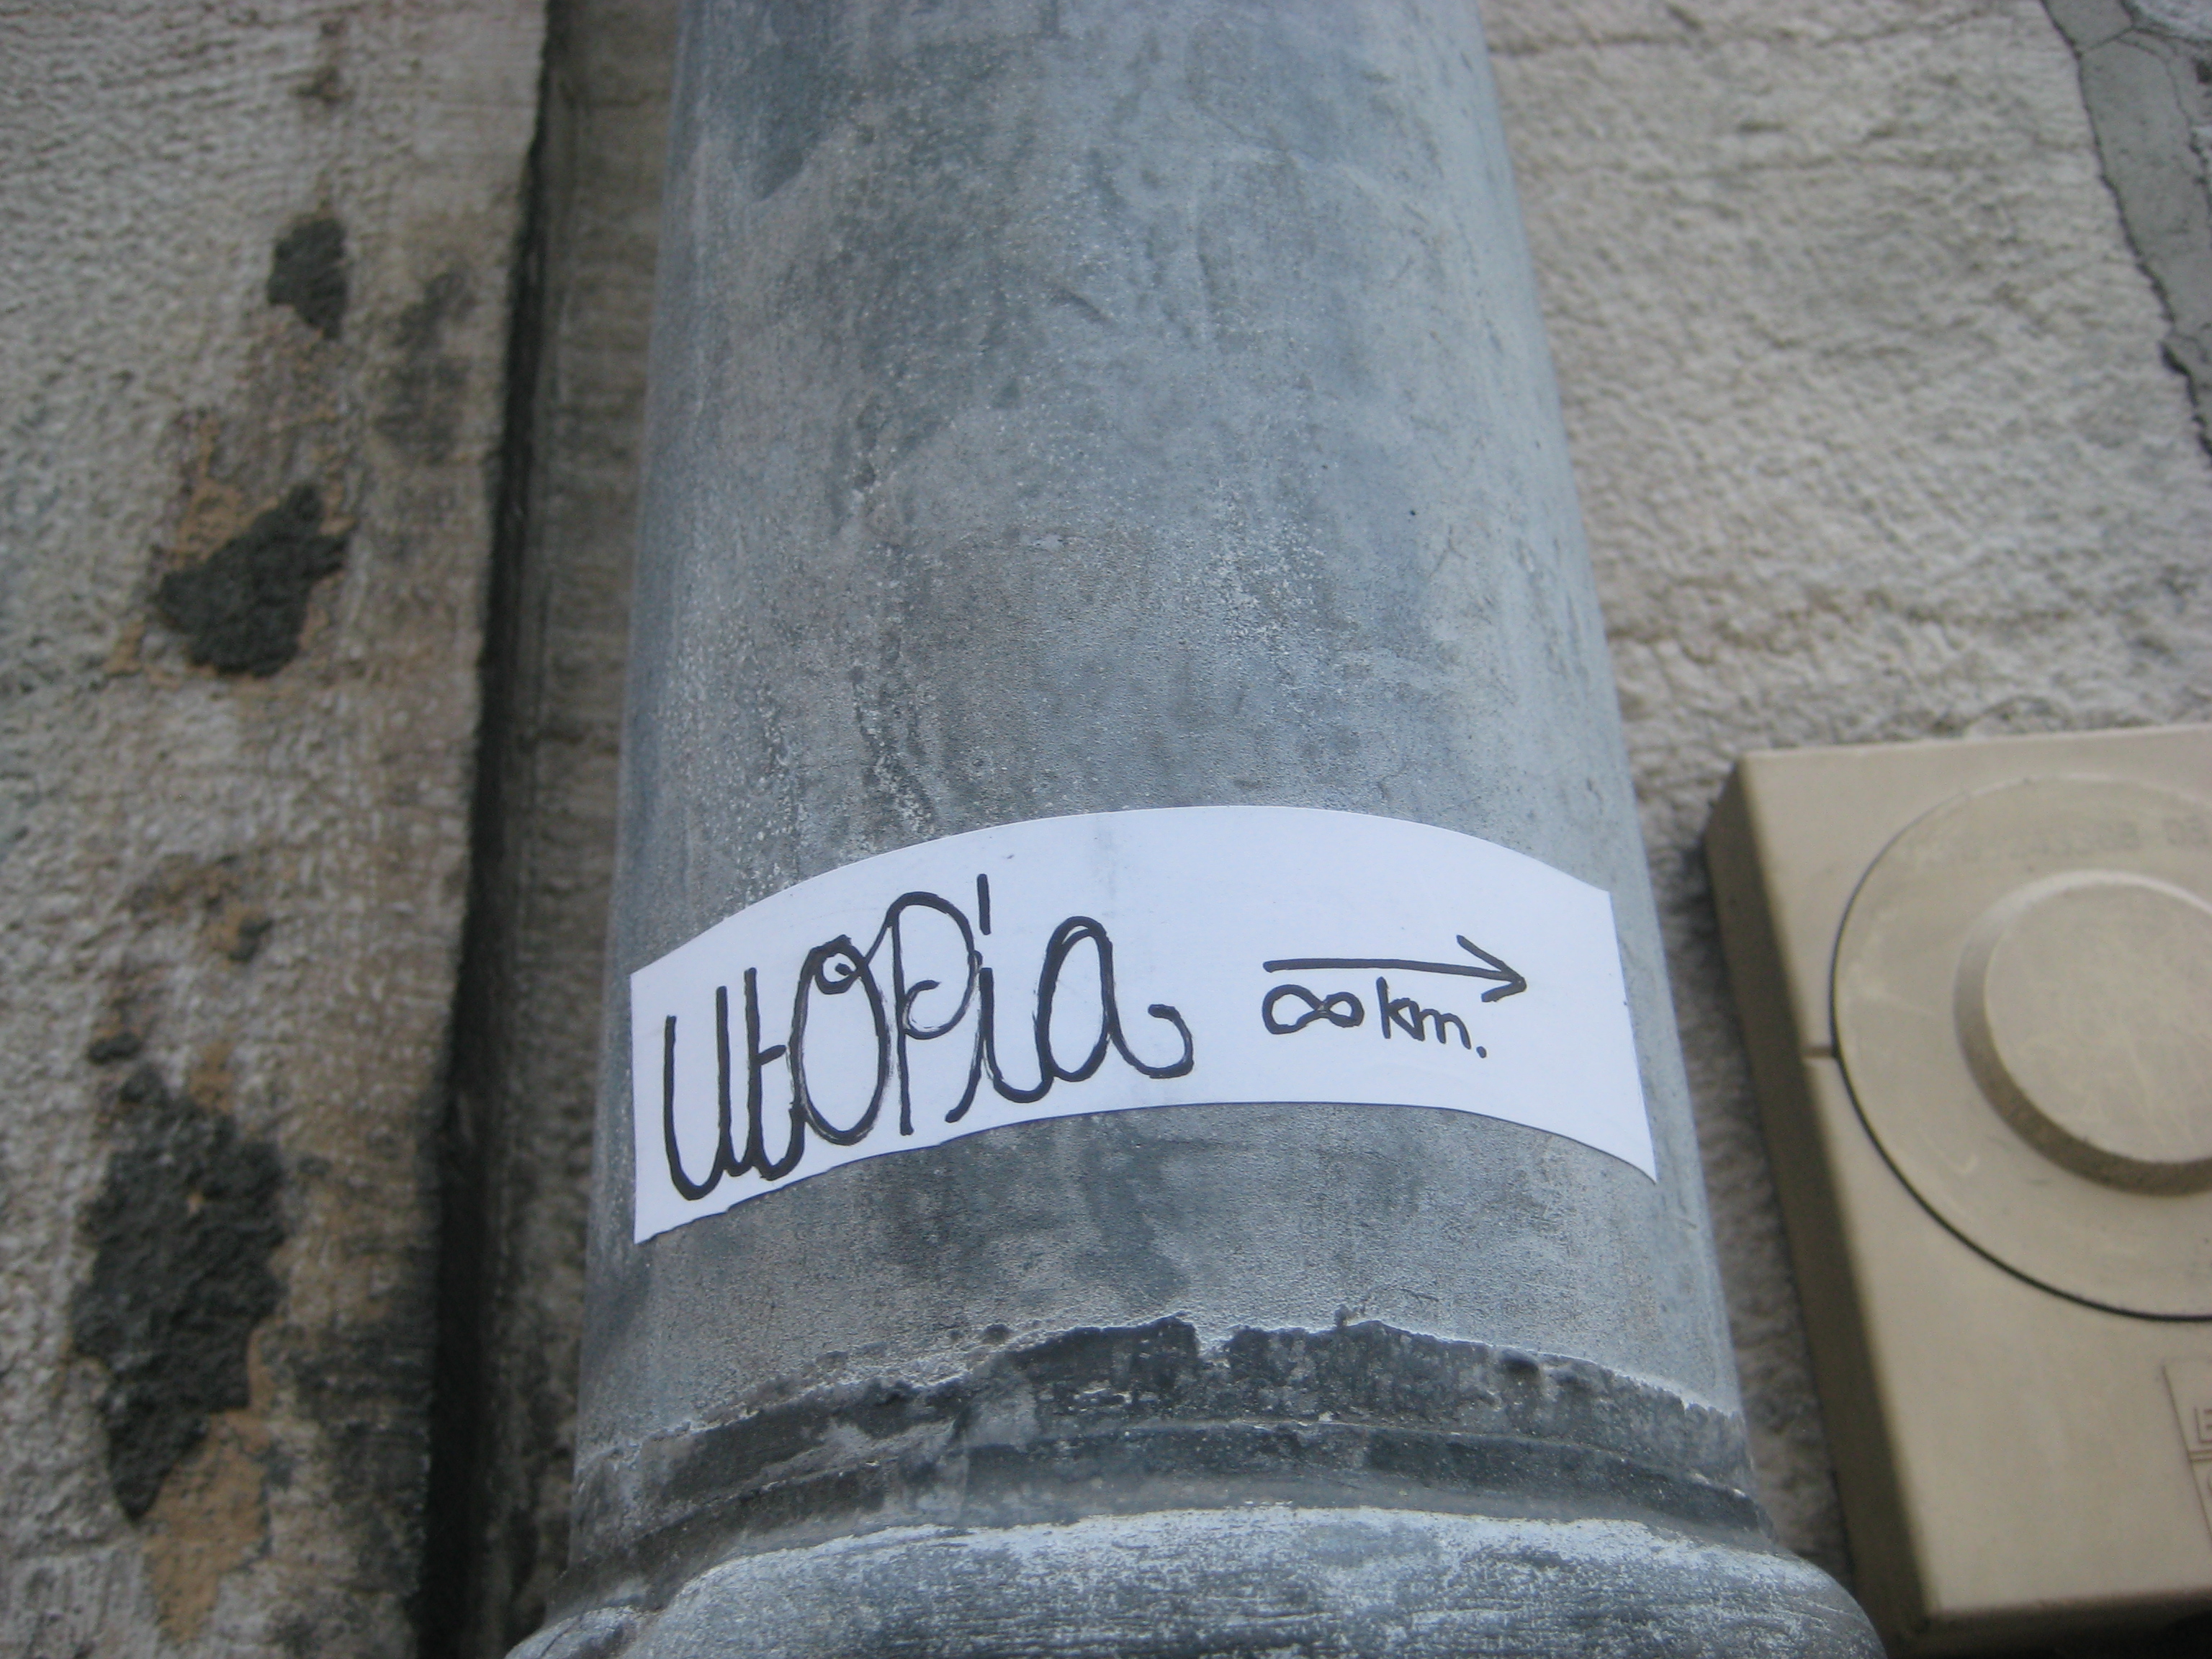 utopia →
∞ km.